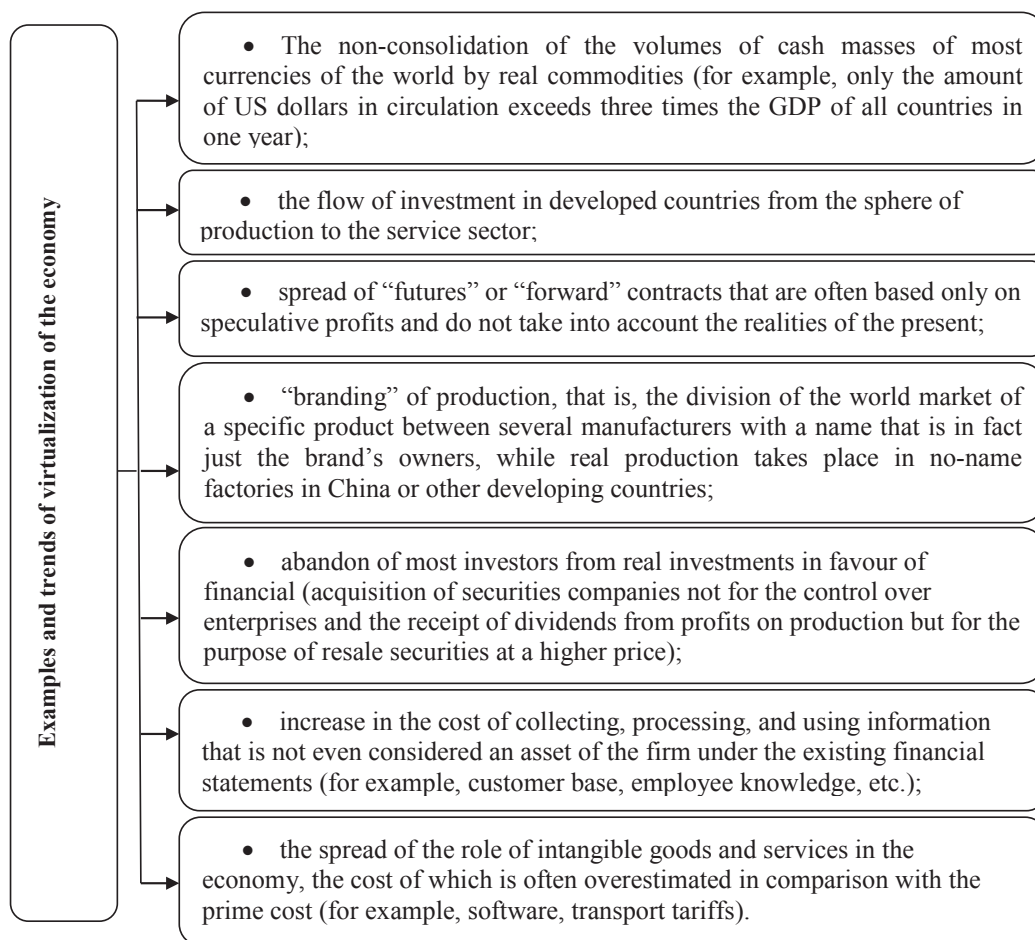 Examples and trends of virtualization of the economy
• The non-consolidation of the volumes of cash masses of most
currencies of the world by real commodities (for example, only the amount
of US dollars in circulation exceeds three times the GDP of all countries in
one year);
• the flow of investment in developed countries from the sphere of
production to the service sector;
• spread of “futures” or “forward” contracts that are often based only on
speculative profits and do not take into account the realities of the present;
• “branding” of production, that is, the division of the world market of
a specific product between several manufacturers with a name that is in fact
just the brand’s owners, while real production takes place in no-name
factories in China or other developing countries;
• abandon of most investors from real investments in favour of
financial (acquisition of securities companies not for the control over
enterprises and the receipt of dividends from profits on production but for the
purpose of resale securities at a higher price);
• increase in the cost of collecting, processing, and using information
that is not even considered an asset of the firm under the existing financial
statements (for example, customer base, employee knowledge, etc.);
• the spread of the role of intangible goods and services in the
economy, the cost of which is often overestimated in comparison with the
prime cost (for example, software, transport tariffs).